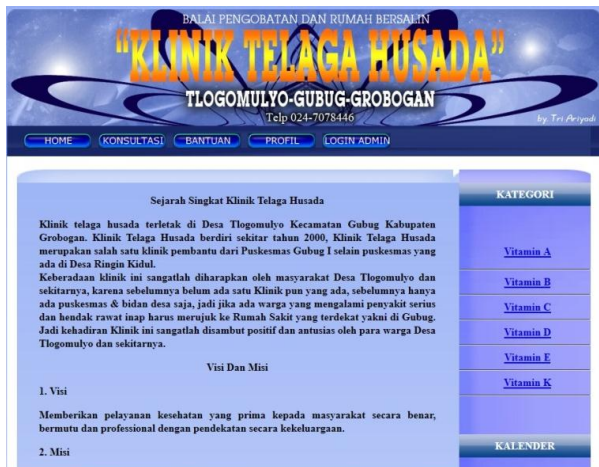 BALAI PENGOBATAN DAN RUMAH BERSALIN
"KLINIK TELAGA HUSADA"
TLOGOMULYO-GUBUG-GROBOGAN
Telp 024-7078446
by. Tri Ariyadi
HOME KONSULTASI BANTUAN PROFIL LOGIN ADMIN
Sejarah Singkat Klinik Telaga Husada
Klinik telaga husada terletak di Desa Tlogomulyo Kecamatan Gubug Kabupaten
Grobogan. Klinik Telaga Husada berdiri sekitar tahun 2000, Klinik Telaga Husada
merupakan salah satu klinik pembantu dari Puskesmas Gubug I selain puskesmas yang
ada di Desa Ringin Kidul.
Keberadaan klinik ini sangatlah diharapkan oleh masyarakat Desa Tlogomulyo dan
sekitarnya, karena sebelumnya belum ada satu Klinik pun yang ada, sebelumnya hanya
ada puskesmas & bidan desa saja, jadi jika ada warga yang mengalami penyakit serius
dan hendak rawat inap harus merujuk ke Rumah Sakit yang terdekat yakni di Gubug.
Jadi kehadiran Klinik ini sangatlah disambut positif dan antusias oleh para warga Desa
Tlogomulyo dan sekitarnya.
Visi Dan Misi
1. Visi
Memberikan pelayanan kesehatan yang prima kepada masyarakat secara benar,
bermutu dan professional dengan pendekatan secara kekeluargaan.
2. Misi
KATEGORI
Vitamin A
Vitamin B
Vitamin C
Vitamin D
Vitamin E
Vitamin K
KALENDER